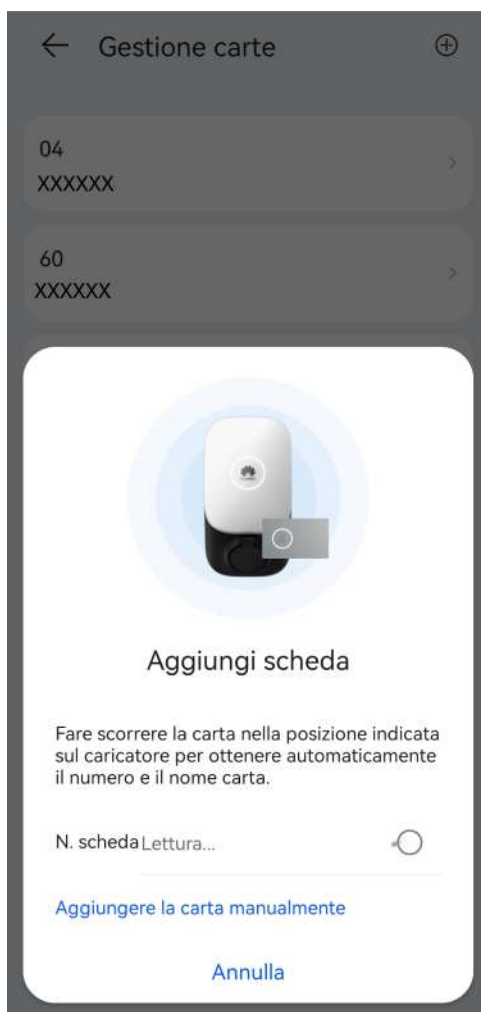 Gestione carte
04
XXXXXX
60
XXXXXX
Aggiungi scheda
Fare scorrere la carta nella posizione indicata
sul caricatore per ottenere automaticamente
il numero e il nome carta.
N. scheda Lettura...
Aggiungere la carta manualmente
Annulla